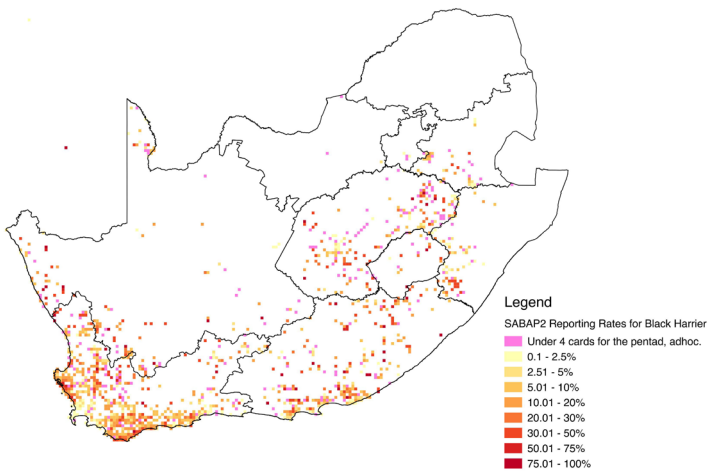 Legend
SABAP2 Reporting Rates for Black Harrier
Under 4 cards for the pentad, adhoc.
0.1 - 2.5%
2.51 - 5%
5.01 - 10%
10.01 - 20%
20.01 - 30%
30.01 - 50%
50.01 - 75%
75.01 - 100%